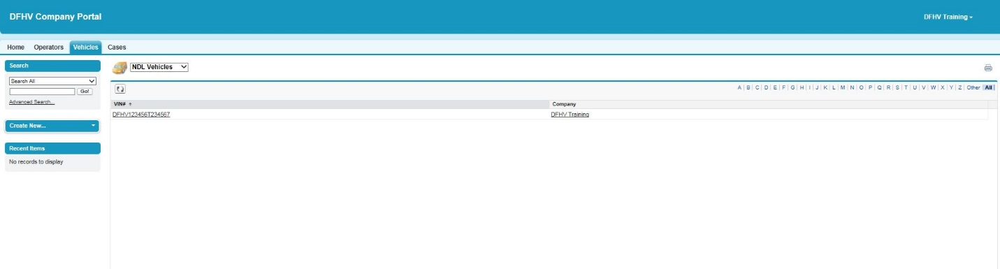 DFHV Company Portal
DFHV Training
Home Operators Vehicles Cases
Search
Search All
Go!
Advanced Search...
Create New...
Recent Items
No records to display
NDL Vehicles
A | B | C | D | E | F | G | H | I | J | K | L | M | N | O | P | Q | R | S | T | U | V | W | X | Y | Z | Other | All
VIN# ↑ Company
DFHV123456T234567 DFHV Training